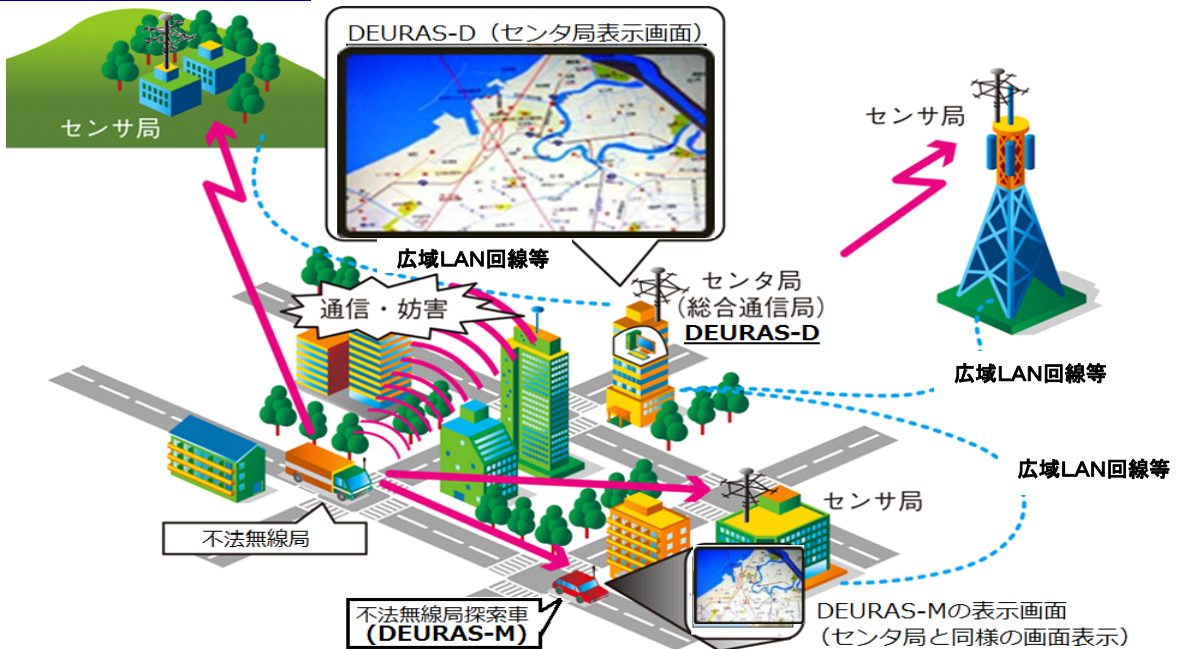 DEURAS-D（センタ局表示画面）
センサ局
センサ局
広域LAN回線等
通信・妨害
センタ局
（総合通信局）
DEURAS-D
広域LAN回線等
広域LAN回線等
センサ局
不法無線局
不法無線局探索車
(DEURAS-M)
DEURAS-Mの表示画面
（センタ局と同様の画面表示）